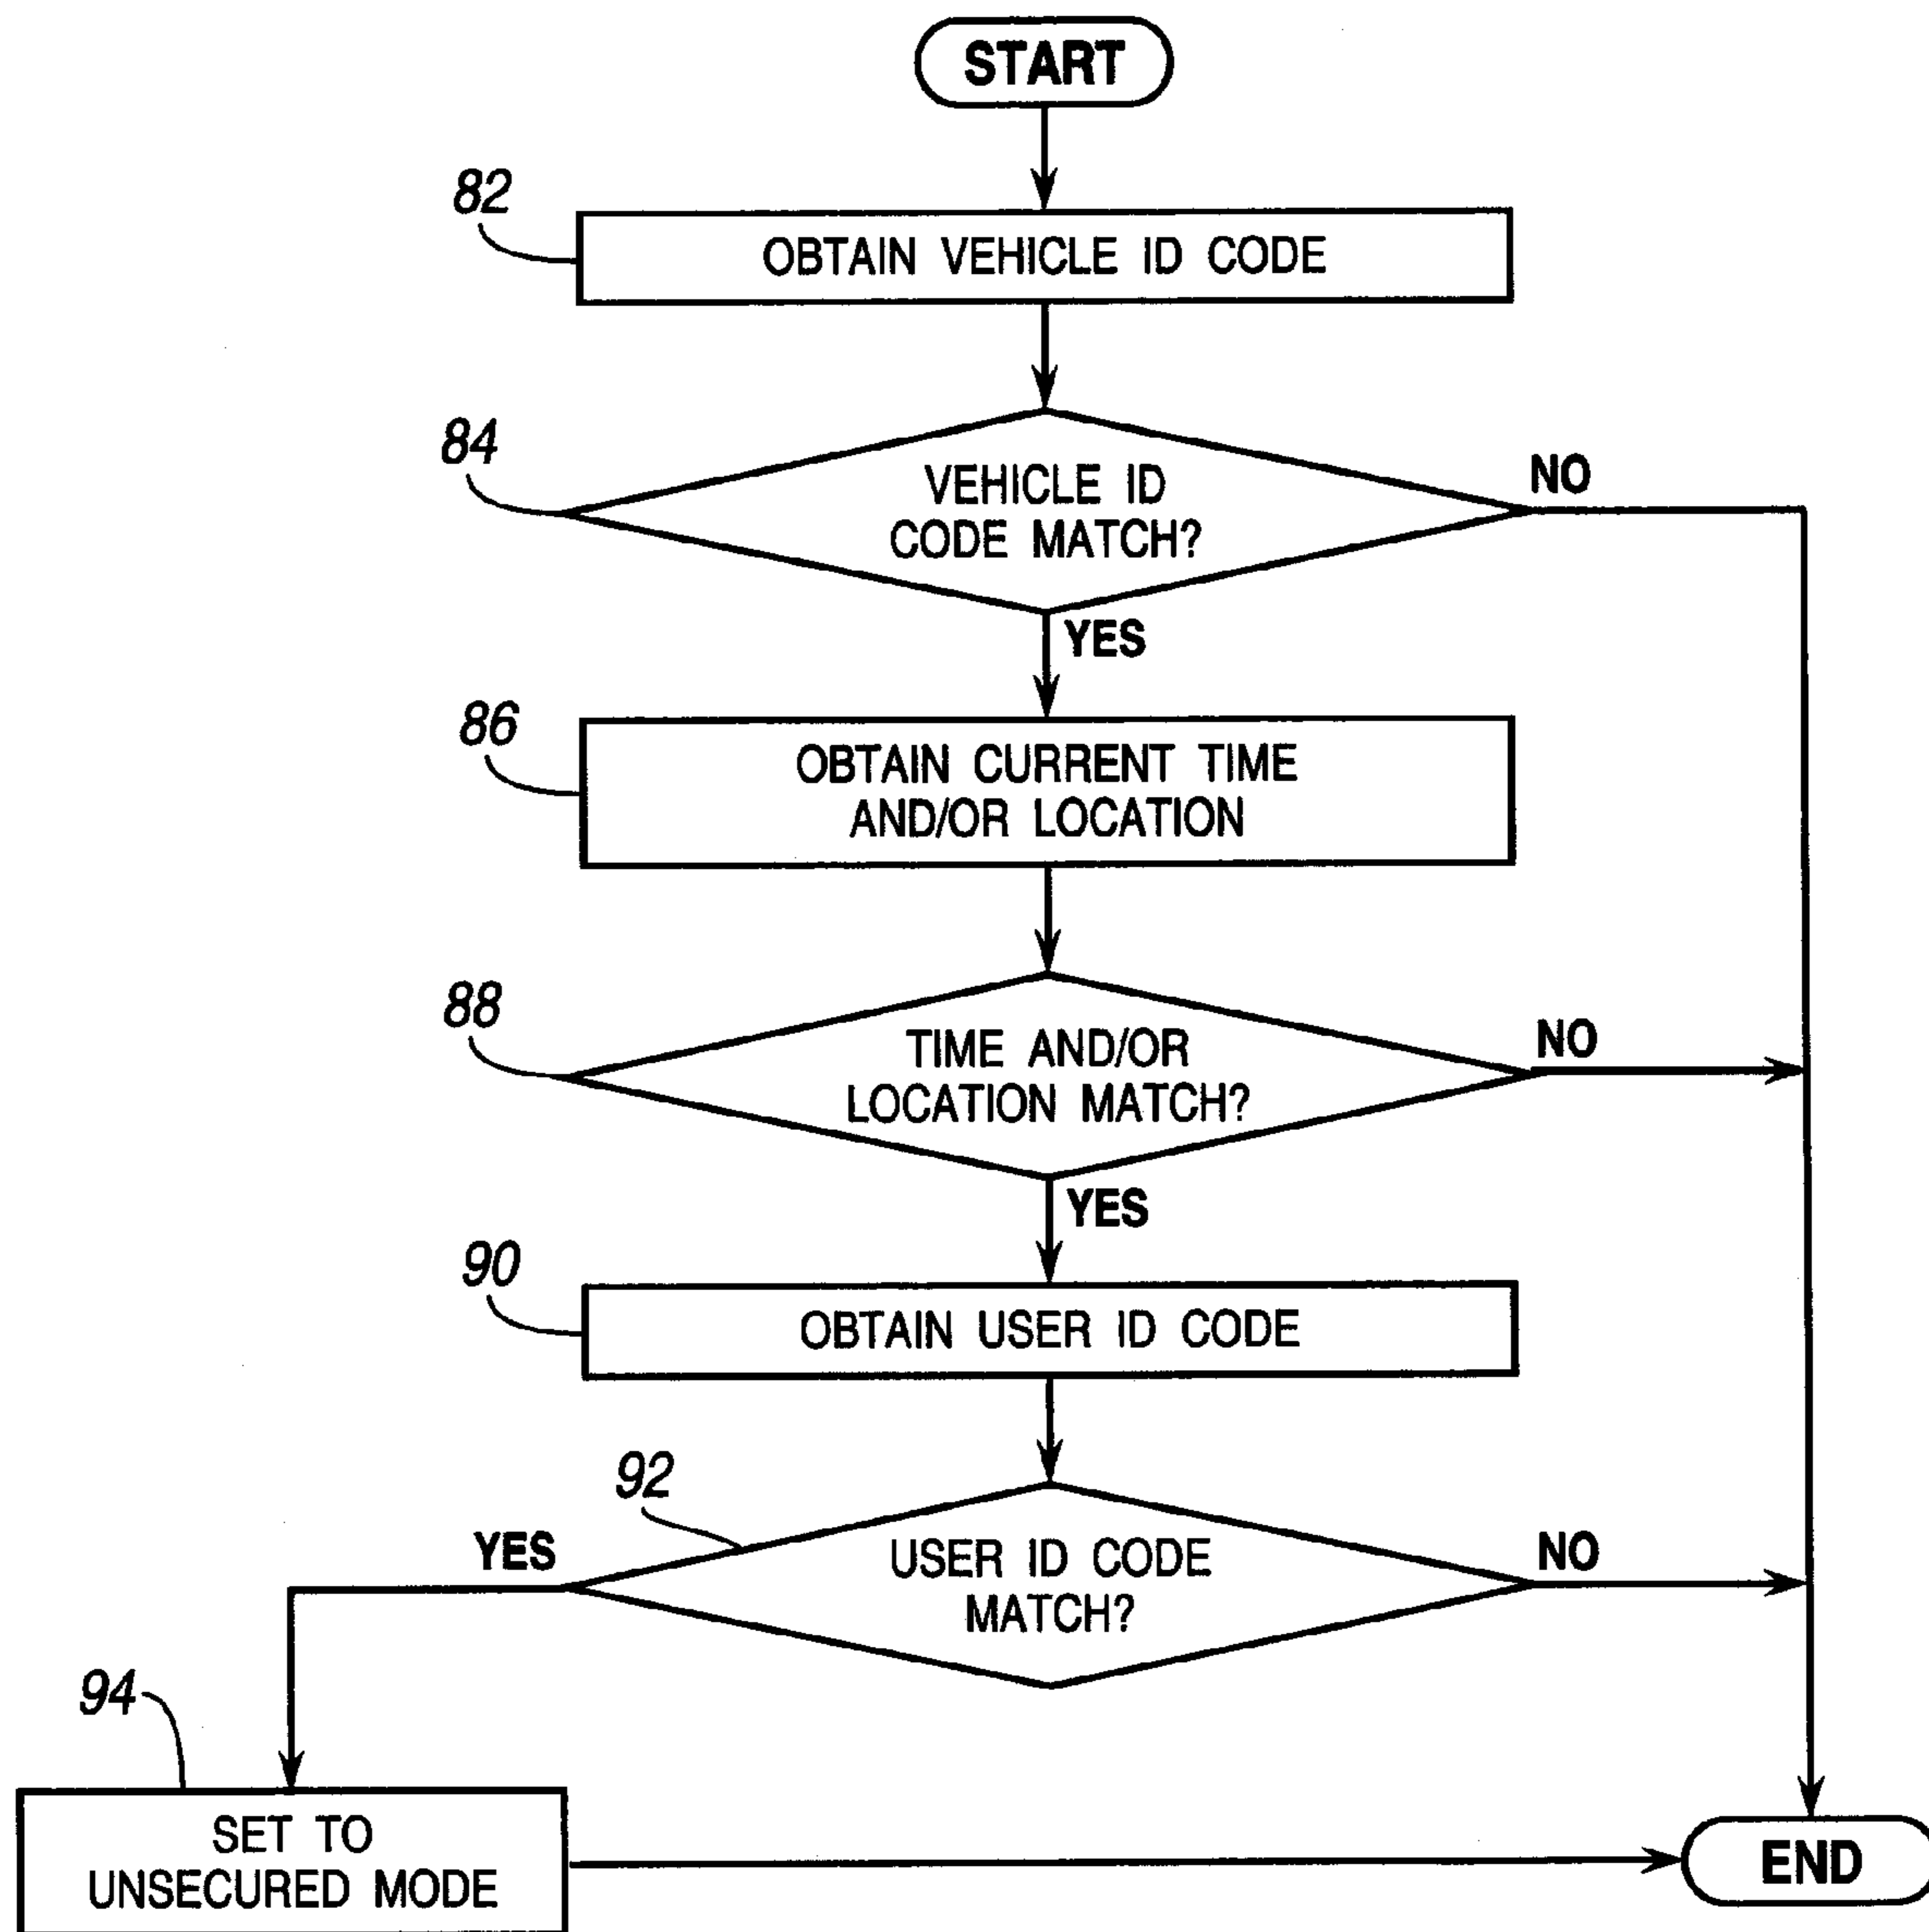 START
82
OBTAIN VEHICLE ID CODE
84
VEHICLE ID
CODE MATCH?
NO
YES
86
OBTAIN CURRENT TIME
AND/OR LOCATION
88
TIME AND/OR
LOCATION MATCH?
NO
YES
90
OBTAIN USER ID CODE
92
YES
USER ID CODE
MATCH?
NO
94
SET TO
UNSECURED MODE
END